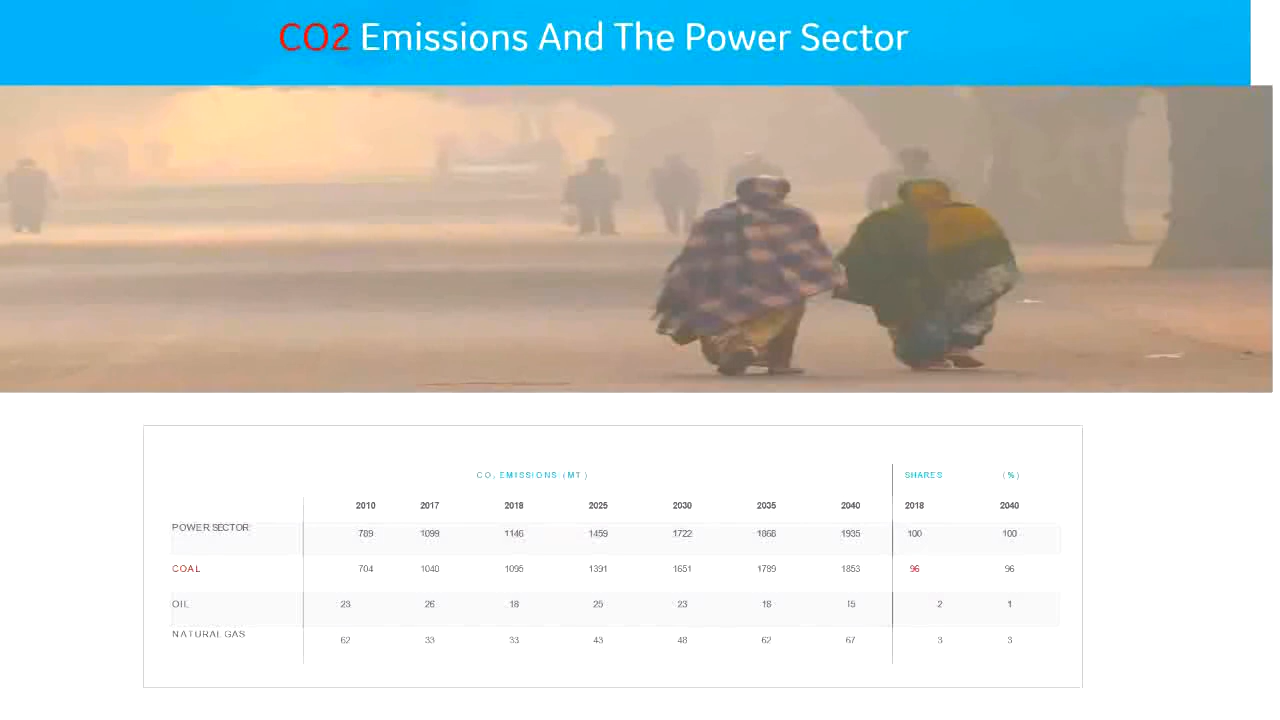 CO2 Emissions And The Power Sector
CO₂ EMISSIONS (MT) SHARES (%)
2010 2017 2018 2025 2030 2035 2040 2018 2040
POWER SECTOR 789 1099 1146 1459 1722 1868 1935 100 100
COAL 704 1040 1095 1391 1651 1789 1853 96 96
OIL 23 26 18 25 23 16 15 2 1
NATURAL GAS 62 33 33 43 48 62 67 3 3